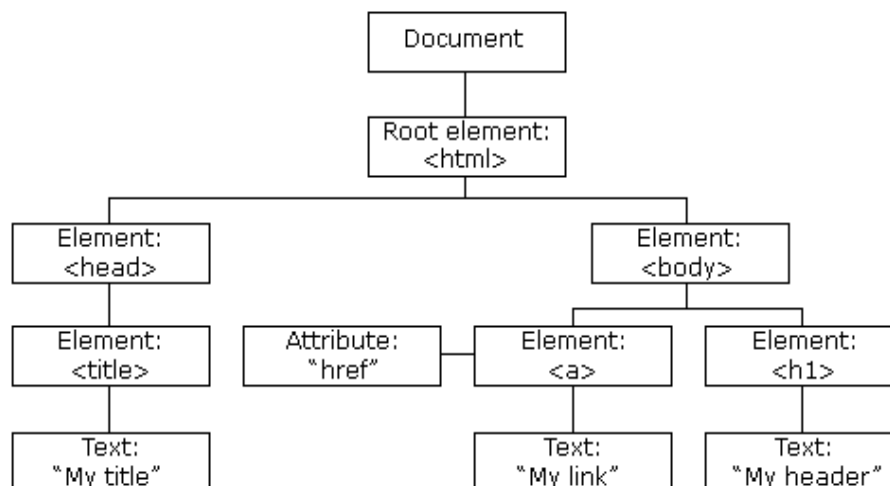 Document
Root element:
<html>
Element:
<head>
Element:
<body>
Element:
<title>
Attribute:
“href”
Element:
<a>
Element:
<h1>
Text:
“My title”
Text:
“My link”
Text:
“My header”